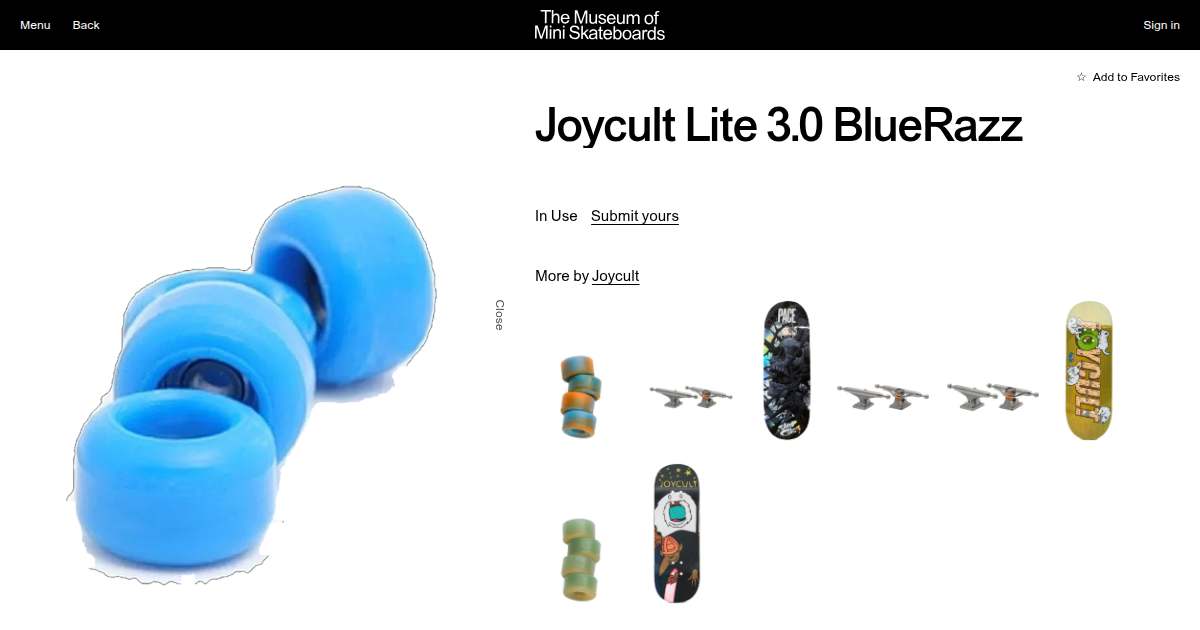 Menu
Back
The Museum of
Mini Skateboards
Sign in
☆ Add to Favorites
Joycult Lite 3.0 BlueRazz
In Use Submit yours
More by Joycult
Close
PACE
JOYCULT
JOYCULT